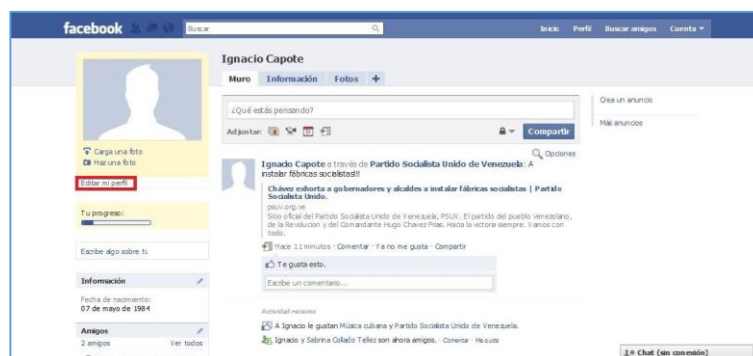 facebook
Buscar
Inicio Perfil Buscar amigos Cuenta
Ignacio Capote
Muro Información Fotos +
¿Qué estás pensando?
Adjuntar:
Compartir
Opciones
Ignacio Capote a través de Partido Socialista Unido de Venezuela: A
instalar fábricas socialistas!!!
Chávez exhorta a gobernadores y alcaldes a instalar fábricas socialistas | Partido
Socialista Unido.
psuv.org.ve
Sitio oficial del Partido Socialista Unido de Venezuela, PSUV. El partido del pueblo venezolano,
de la Revolucion y del Comandante Hugo Chavez Frias. Hacia la victoria siempre. Vamos con
todo.
Hace 11 minutos · Comentar · Ya no me gusta · Compartir
Te gusta esto.
Escribe un comentario...
Actividad reciente
A Ignacio le gustan Música cubana y Partido Socialista Unido de Venezuela.
Ignacio y Sabrina Collado Tellez son ahora amigos. · Comentar · Me gusta
Carga una foto
Haz una foto
Editar mi perfil
Tu progreso:
Escribe algo sobre ti.
Información
Fecha de nacimiento:
07 de mayo de 1984
Amigos
2 amigos Ver todos
Crea un anuncio
Más anuncios
Chat (sin conexión)